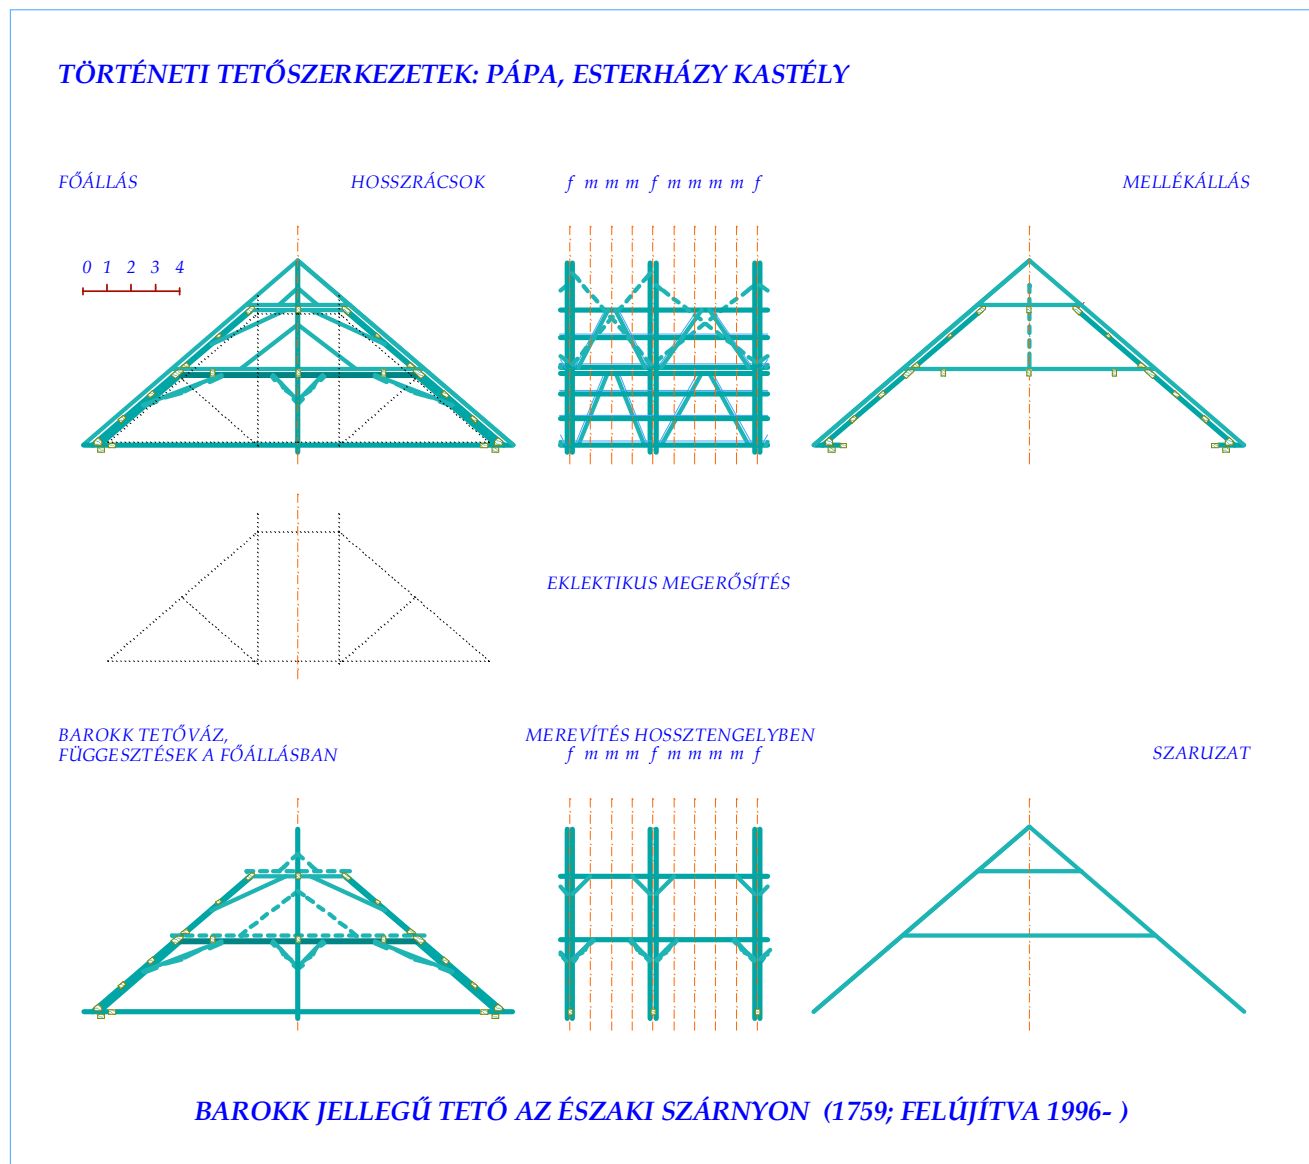 TÖRTÉNETI TETŐSZERKEZETEK: PÁPA, ESTERHÁZY KASTÉLY
FŐÁLLÁS
HOSSZRÁCSOK
f m m m f m m m m f
MELLÉKÁLLÁS
0 1 2 3 4
EKLEKTIKUS MEGERŐSÍTÉS
BAROKK TETŐVÁZ,
FÜGGESZTÉSEK A FŐÁLLÁSBAN
MEREVÍTÉS HOSSZTENGELYBEN
f m m m f m m m m f
SZARUZAT
BAROKK JELLEGŰ TETŐ AZ ÉSZAKI SZÁRNYON (1759; FELÚJÍTVA 1996- )